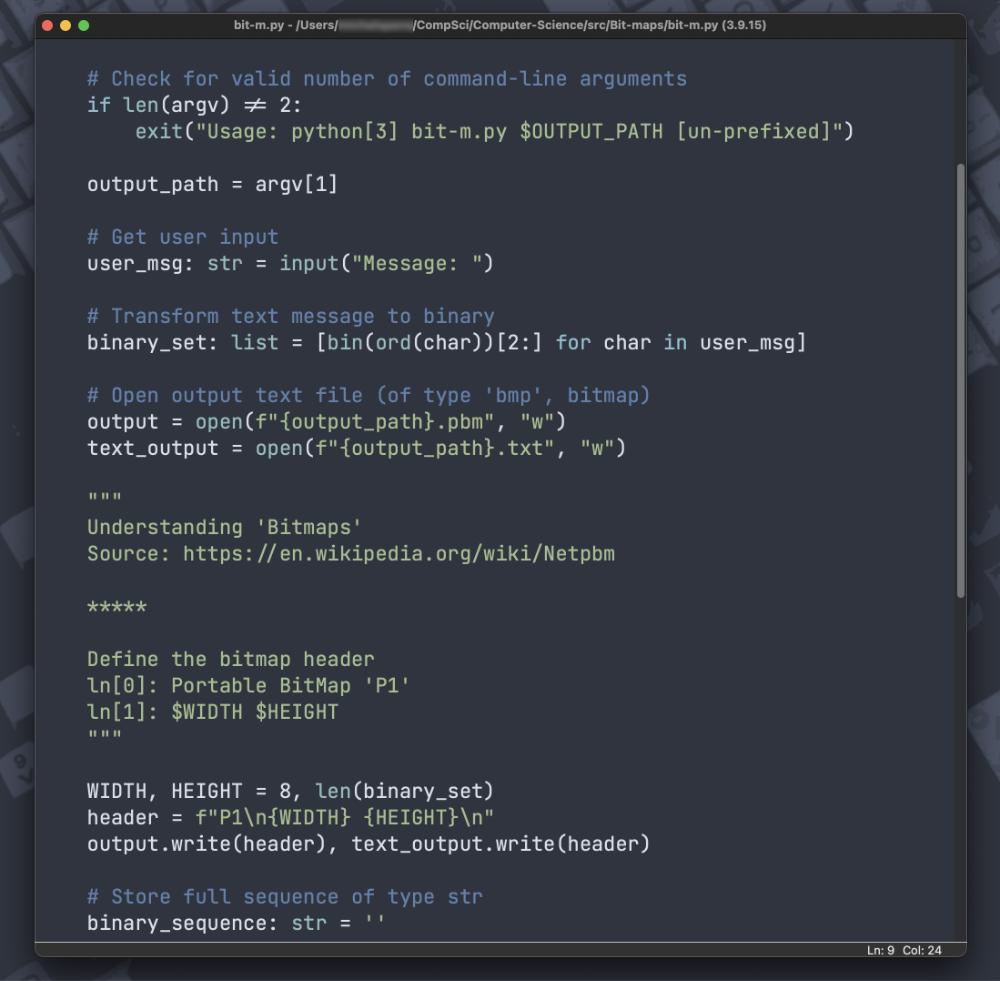 bit-m.py - /Users/ /CompSci/Computer-Science/src/Bit-maps/bit-m.py (3.9.15)
# Check for valid number of command-line arguments
if len(argv) != 2:
exit("Usage: python[3] bit-m.py $OUTPUT_PATH [un-prefixed]")
output_path = argv[1]
# Get user input
user_msg: str = input("Message: ")
# Transform text message to binary
binary_set: list = [bin(ord(char))[2:] for char in user_msg]
# Open output text file (of type 'bmp', bitmap)
output = open(f"{output_path}.pbm", "w")
text_output = open(f"{output_path}.txt", "w")
"""
Understanding 'Bitmaps'
Source: https://en.wikipedia.org/wiki/Netpbm
*****
Define the bitmap header
ln[0]: Portable BitMap 'P1'
ln[1]: $WIDTH $HEIGHT
"""
WIDTH, HEIGHT = 8, len(binary_set)
header = f"P1\n{WIDTH} {HEIGHT}\n"
output.write(header), text_output.write(header)
# Store full sequence of type str
binary_sequence: str = ''
Ln: 9 Col: 24